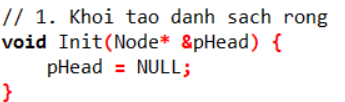 // 1. Khoi tao danh sach rong
void Init(Node* &pHead) {
    pHead = NULL;
}